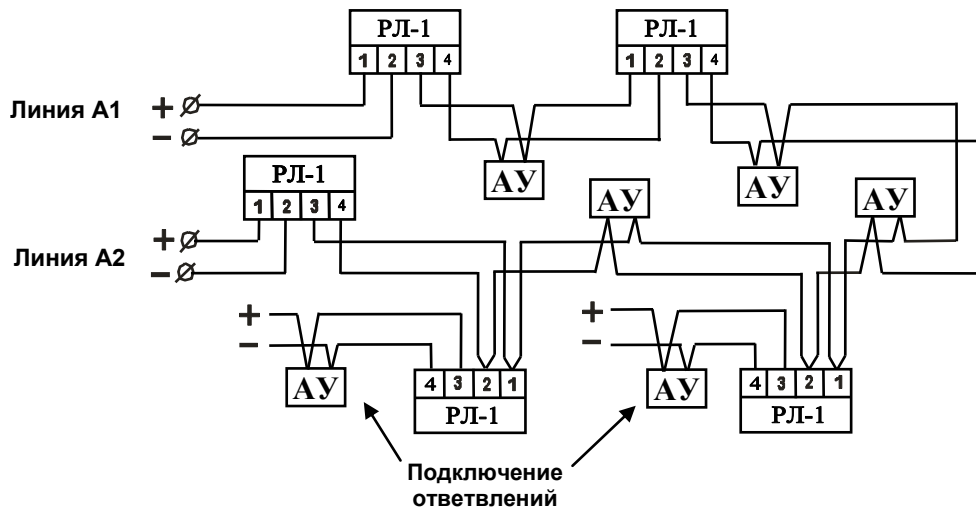 РЛ-1 РЛ-1
1 2 3 4 1 2 3 4
Линия А1 +
−
АУ АУ
РЛ-1
1 2 3 4
АУ АУ
Линия А2 +
−
+ +
− −
АУ 4 3 2 1 АУ 4 3 2 1
РЛ-1 РЛ-1
Подключение
ответвлений